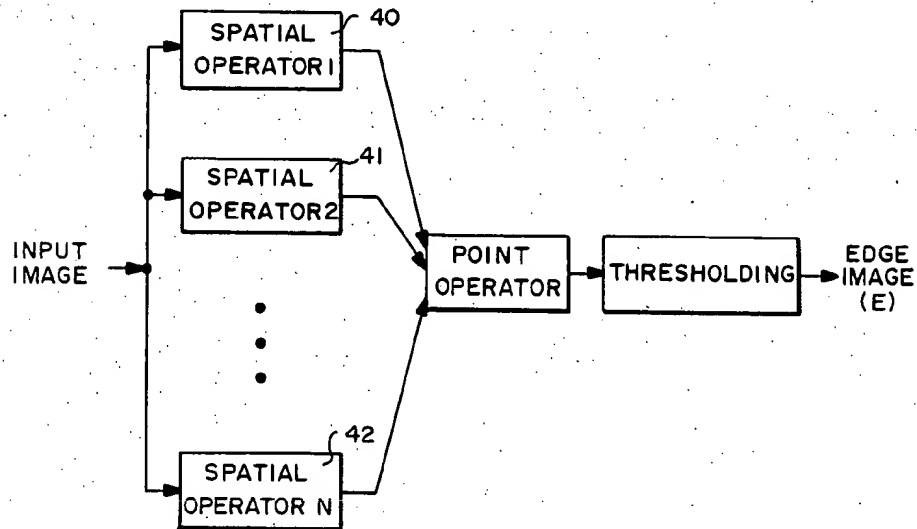 SPATIAL
OPERATOR 1
40
SPATIAL
OPERATOR 2
41
INPUT
IMAGE
POINT
OPERATOR
THRESHOLDING
EDGE
IMAGE
(E)
SPATIAL
OPERATOR N
42